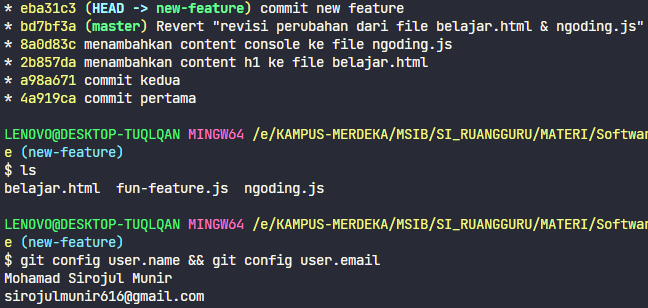 * eba31c3 (HEAD -> new-feature) commit new feature
* bd7bf3a (master) Revert "revisi perubahan dari file belajar.html & ngoding.js"
* 8a0d83c menambahkan content console ke file ngoding.js
* 2b857da menambahkan content h1 ke file belajar.html
* a98a671 commit kedua
* 4a919ca commit pertama
LENOVO@DESKTOP-TUQLQAN MINGW64 /e/KAMPUS-MERDEKA/MSIB/SI_RUANGGURU/MATERI/Softwar
e (new-feature)
$ ls
belajar.html  fun-feature.js  ngoding.js
LENOVO@DESKTOP-TUQLQAN MINGW64 /e/KAMPUS-MERDEKA/MSIB/SI_RUANGGURU/MATERI/Softwar
e (new-feature)
$ git config user.name && git config user.email
Mohamad Sirojul Munir
sirojulmunir616@gmail.com